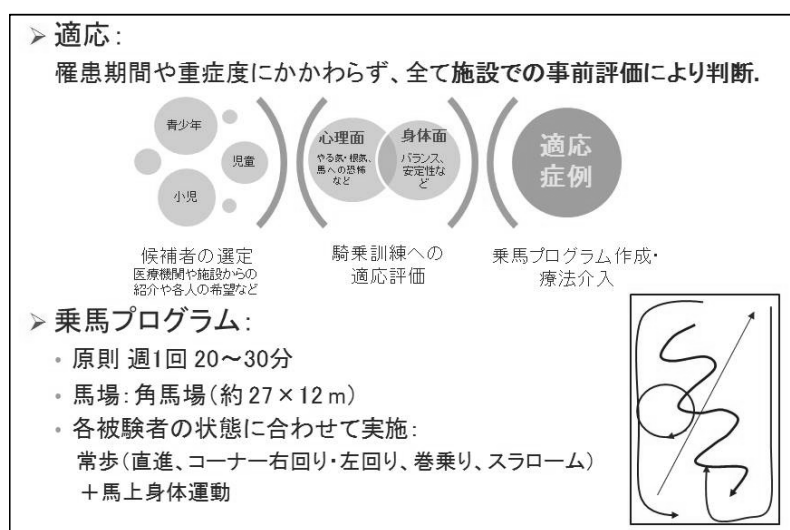 ➢ 適応：
罹患期間や重症度にかかわらず、全て施設での事前評価により判断.
青少年
児童
小児
心理面
やる気・根気、
馬への恐怖
など
身体面
バランス、
安定性な
ど
適応
症例
候補者の選定
医療機関や施設からの
紹介や各人の希望など
騎乗訓練への
適応評価
乗馬プログラム作成・
療法介入
➢ 乗馬プログラム：
• 原則 週1回 20～30分
• 馬場：角馬場（約 27 × 12 m）
• 各被験者の状態に合わせて実施：
常歩（直進、コーナー右回り・左回り、巻乗り、スラローム）
＋馬上身体運動